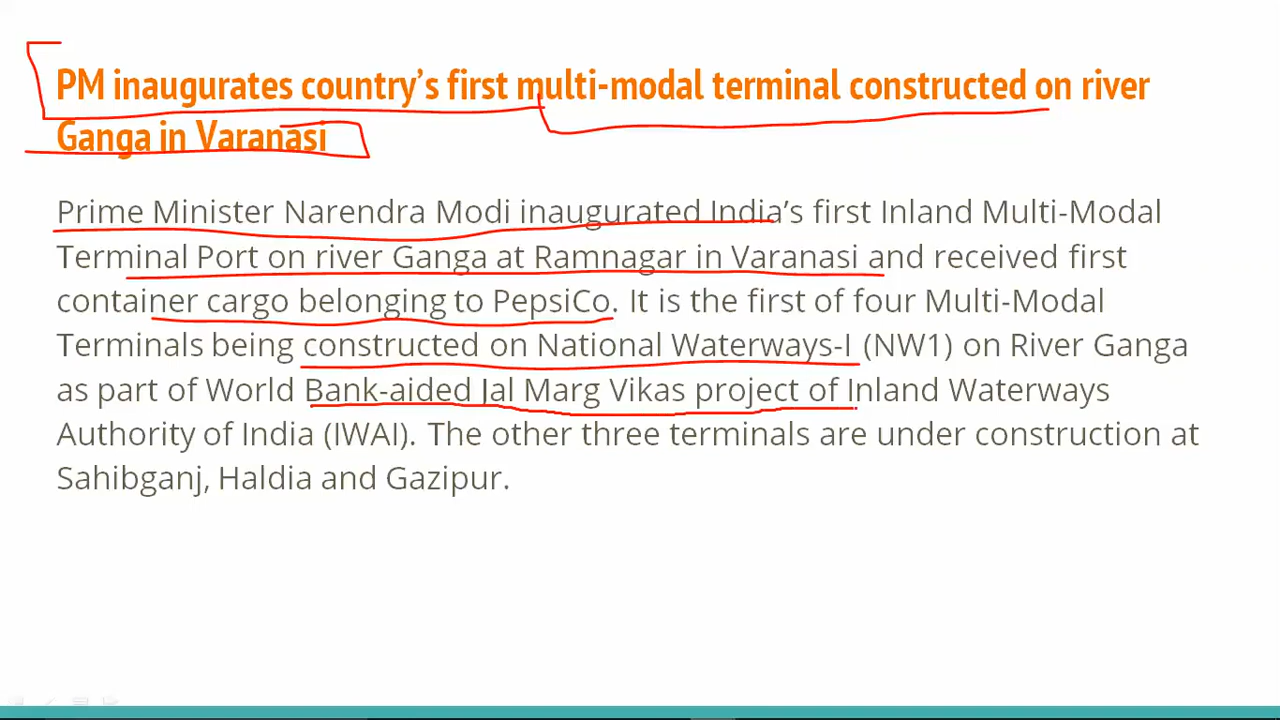 PM inaugurates country's first multi-modal terminal constructed on river
Ganga in Varanasi
Prime Minister Narendra Modi inaugurated India's first Inland Multi-Modal
Terminal Port on river Ganga at Ramnagar in Varanasi and received first
container cargo belonging to PepsiCo. It is the first of four Multi-Modal
Terminals being constructed on National Waterways-I (NW1) on River Ganga
as part of World Bank-aided Jal Marg Vikas project of Inland Waterways
Authority of India (IWAI). The other three terminals are under construction at
Sahibganj, Haldia and Gazipur.